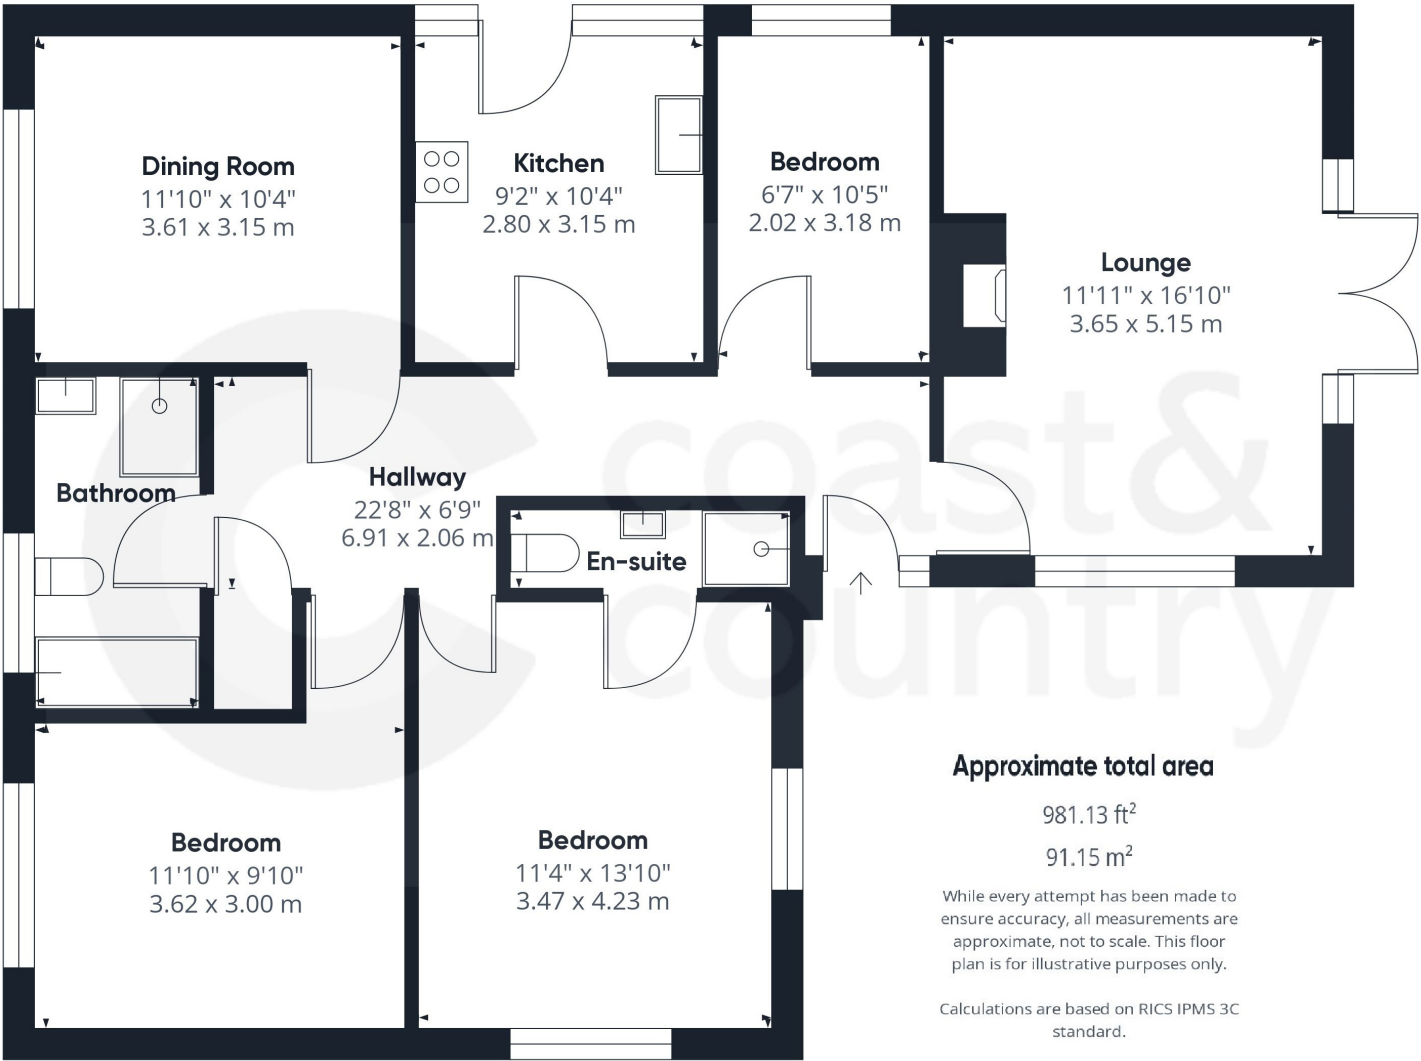 Dining Room
11'10" x 10'4"
3.61 x 3.15 m
Kitchen
9'2" x 10'4"
2.80 x 3.15 m
Bedroom
6'7" x 10'5"
2.02 x 3.18 m
Lounge
11'11" x 16'10"
3.65 x 5.15 m
Bathroom
Hallway
22'8" x 6'9"
6.91 x 2.06 m
En-suite
coast&
country
Bedroom
11'10" x 9'10"
3.62 x 3.00 m
Bedroom
11'4" x 13'10"
3.47 x 4.23 m
Approximate total area
981.13 ft²
91.15 m²
While every attempt has been made to
ensure accuracy, all measurements are
approximate, not to scale. This floor
plan is for illustrative purposes only.
Calculations are based on RICS IPMS 3C
standard.